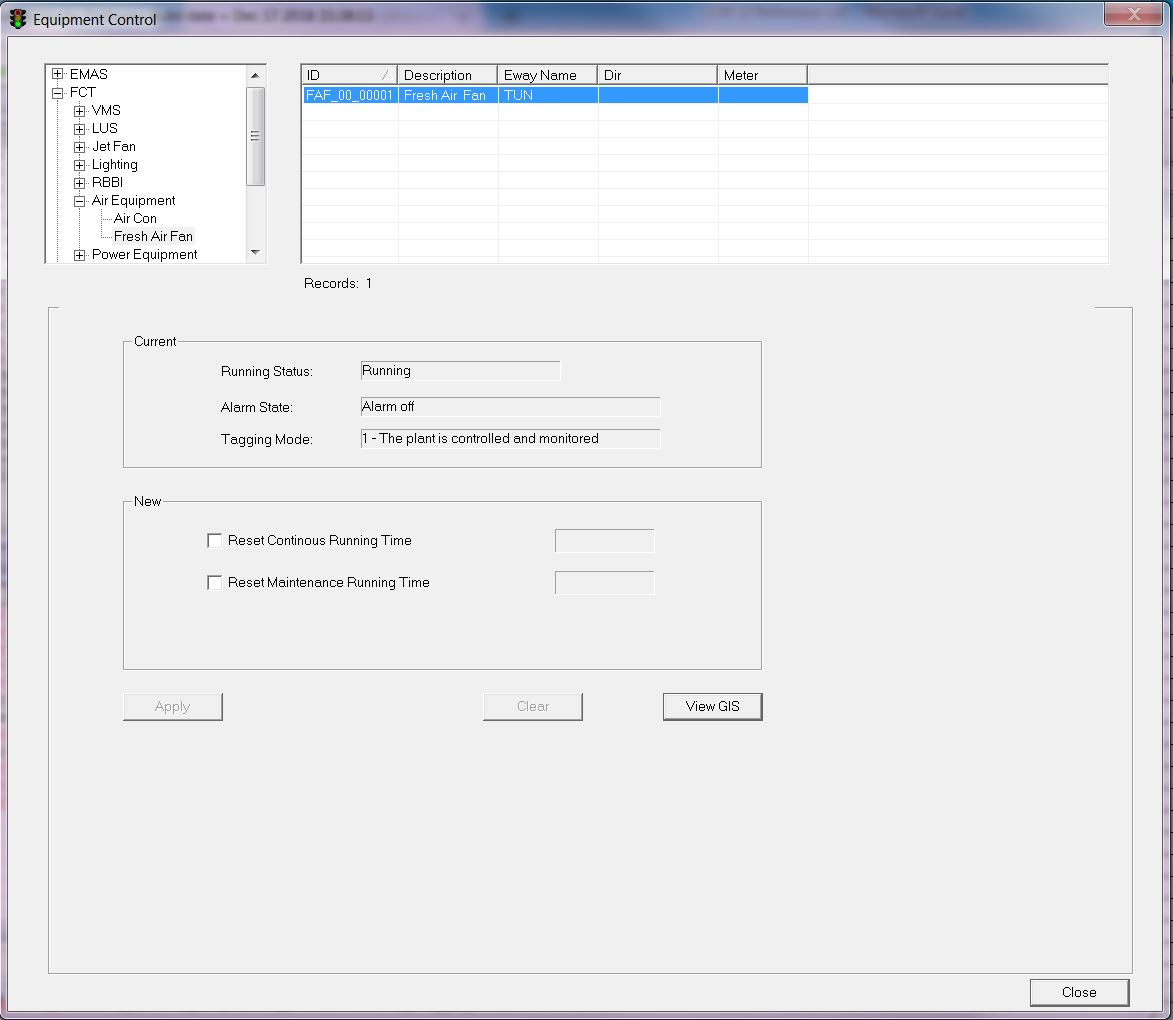 Equipment Control
EMAS
FCT
VMS
LUS
Jet Fan
Lighting
RBBI
Air Equipment
Air Con
Fresh Air Fan
Power Equipment
ID Description Eway Name Dir Meter
FAF_00_00001 Fresh Air Fan TUN
Records: 1
Current
Running Status: Running
Alarm State: Alarm off
Tagging Mode: 1 - The plant is controlled and monitored
New
Reset Continous Running Time
Reset Maintenance Running Time
Apply Clear View GIS
Close